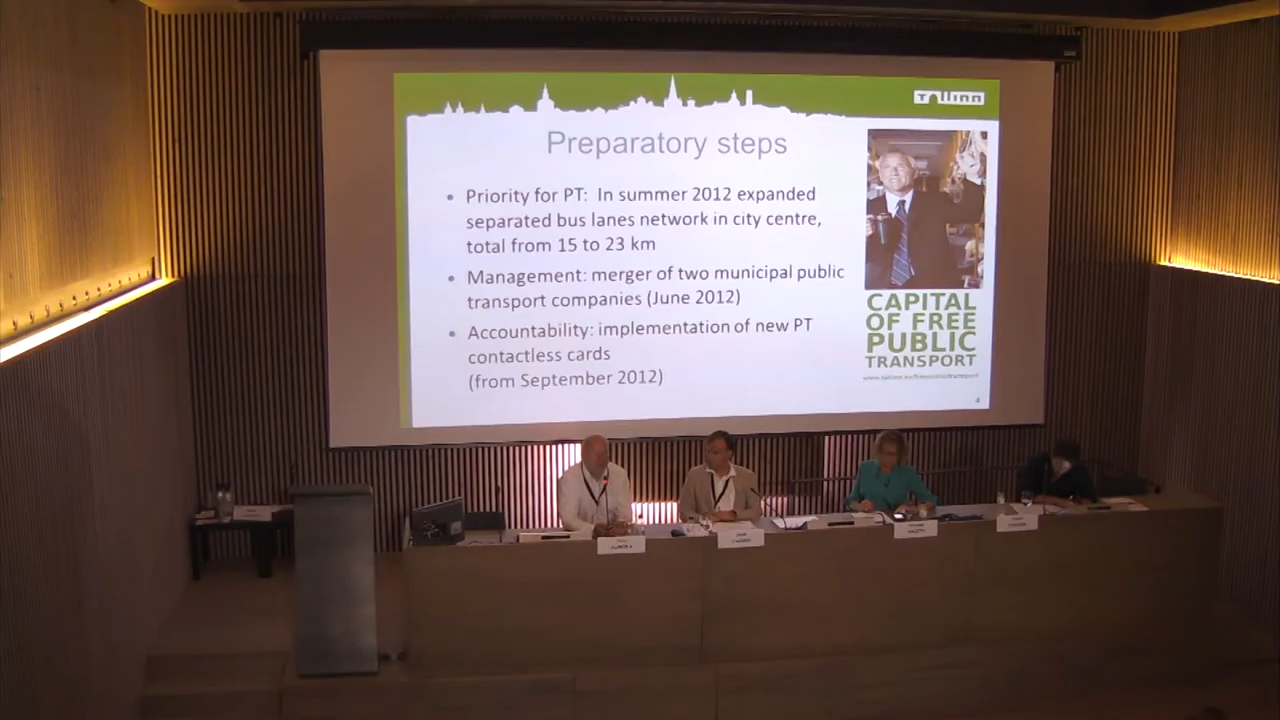 Tallinn
Preparatory steps
• Priority for PT: In summer 2012 expanded
separated bus lanes network in city centre,
total from 15 to 23 km
• Management: merger of two municipal public
transport companies (June 2012)
• Accountability: implementation of new PT
contactless cards
(from September 2012)
CAPITAL
OF FREE
PUBLIC
TRANSPORT
4